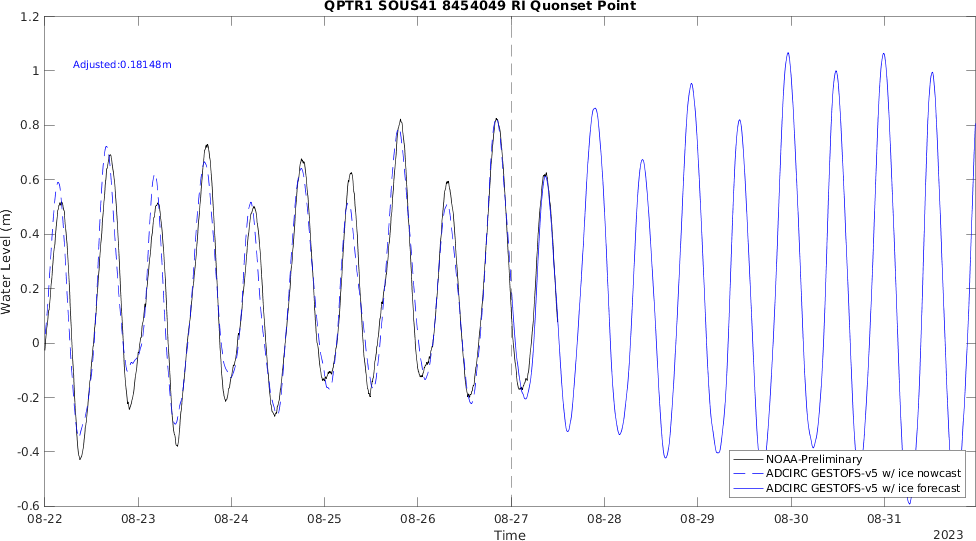 QPTR1 SOUS41 8454049 RI Quonset Point
Adjusted:0.18148m
Water Level (m)
1.2
1
0.8
0.6
0.4
0.2
0
-0.2
-0.4
-0.6
NOAA-Preliminary
ADCIRC GESTOFS-v5 w/ ice nowcast
ADCIRC GESTOFS-v5 w/ ice forecast
08-22 08-23 08-24 08-25 08-26 08-27 08-28 08-29 08-30 08-31
Time
2023